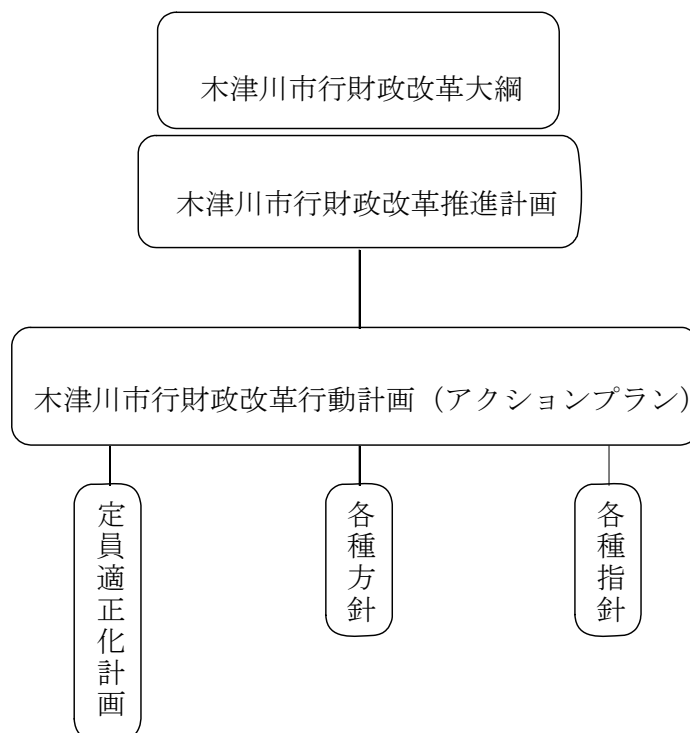 木津川市行財政改革大綱
木津川市行財政改革推進計画
木津川市行財政改革行動計画（アクションプラン）
定員適正化計画
各種方針
各種指針